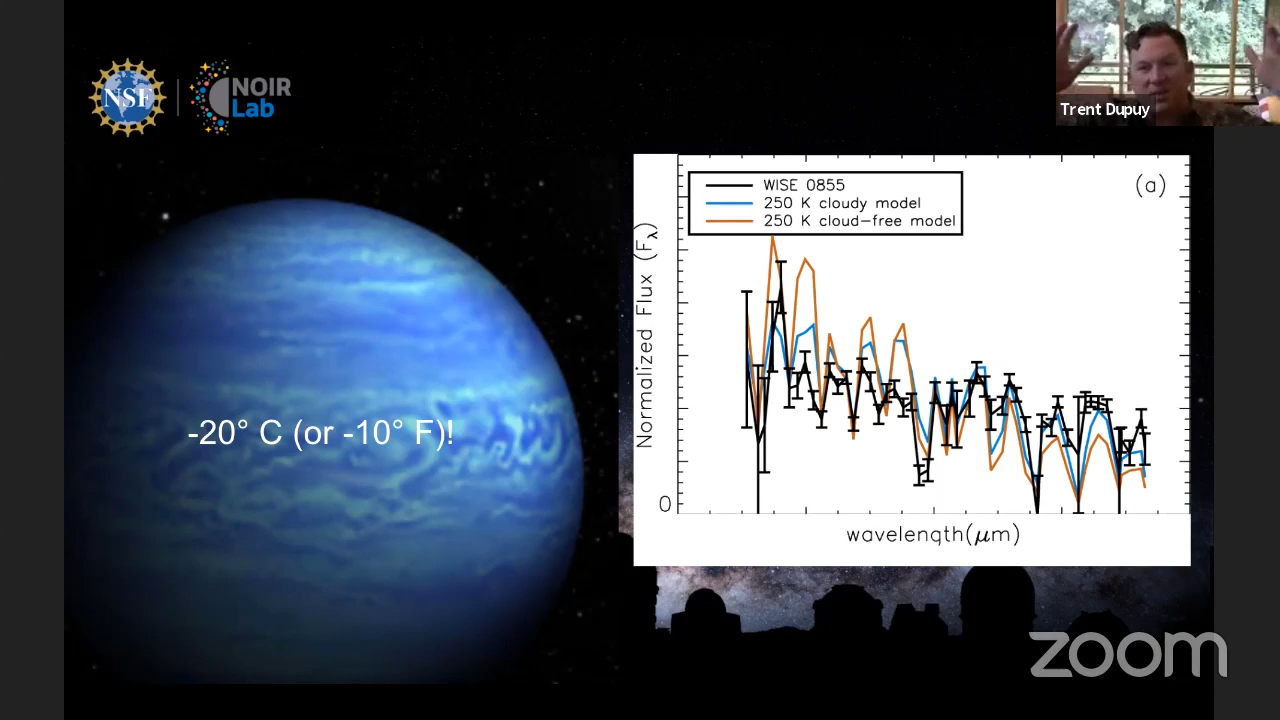 NSF
NOIR
Lab
Trent Dupuy
WISE 0855
250 K cloudy model
250 K cloud-free model
(a)
Normalized Flux (Fλ)
0
wavelength(μm)
-20° C (or -10° F)!
zoom